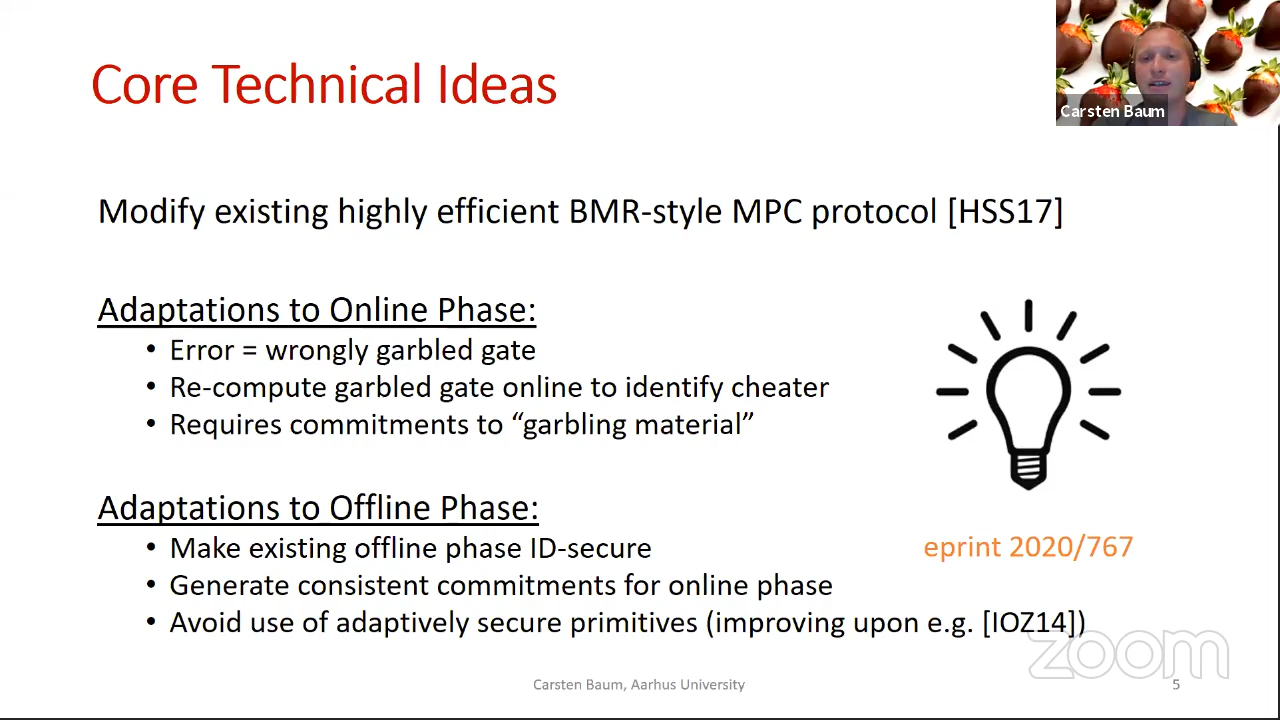 Core Technical Ideas
Carsten Baum
Modify existing highly efficient BMR-style MPC protocol [HSS17]
Adaptations to Online Phase:
• Error = wrongly garbled gate
• Re-compute garbled gate online to identify cheater
• Requires commitments to “garbling material”
Adaptations to Offline Phase:
• Make existing offline phase ID-secure
eprint 2020/767
• Generate consistent commitments for online phase
• Avoid use of adaptively secure primitives (improving upon e.g. [IOZ14])
zoom
Carsten Baum, Aarhus University
5